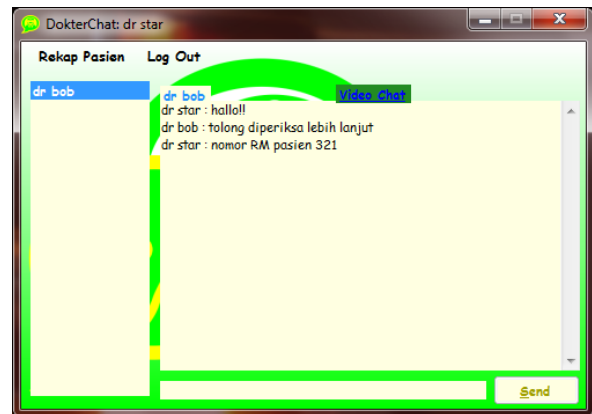 DokterChat: dr star
Rekap Pasien Log Out
dr bob
dr bob Video Chat
dr star : hallo!!
dr bob : tolong diperiksa lebih lanjut
dr star : nomor RM pasien 321
Send